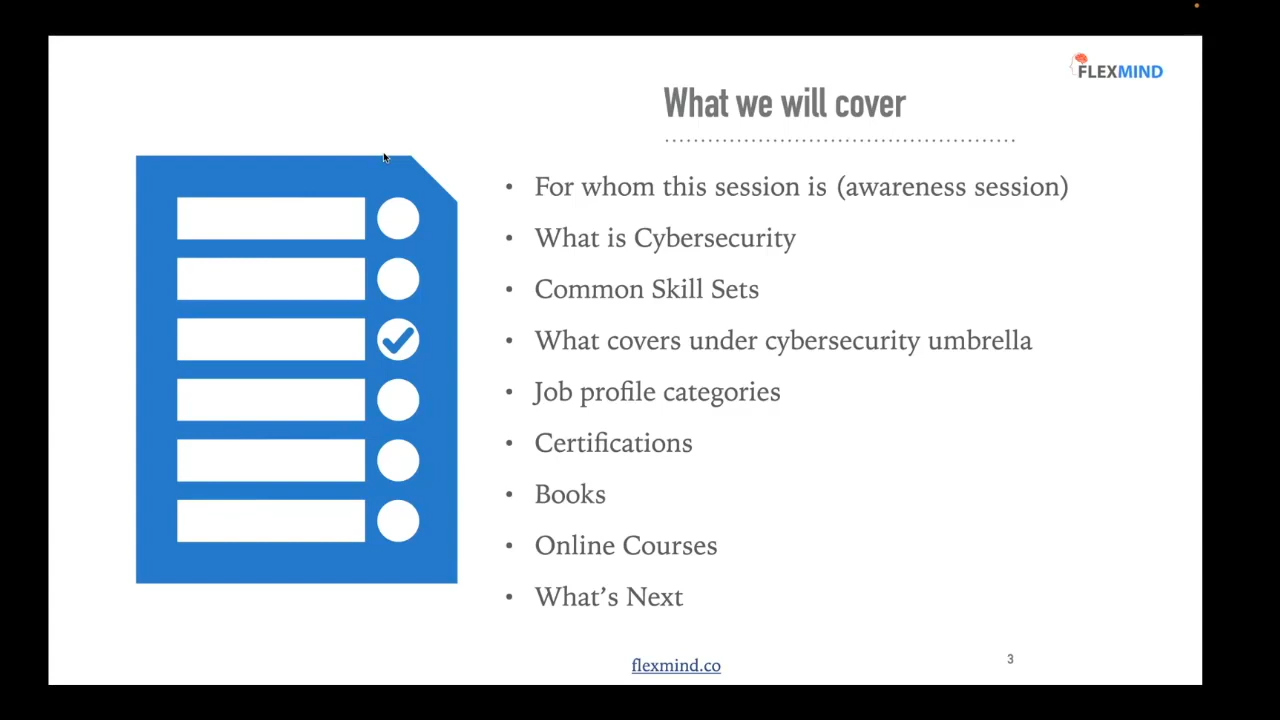 FLEXMIND
What we will cover
• For whom this session is (awareness session)
• What is Cybersecurity
• Common Skill Sets
• What covers under cybersecurity umbrella
• Job profile categories
• Certifications
• Books
• Online Courses
• What’s Next
flexmind.co
3